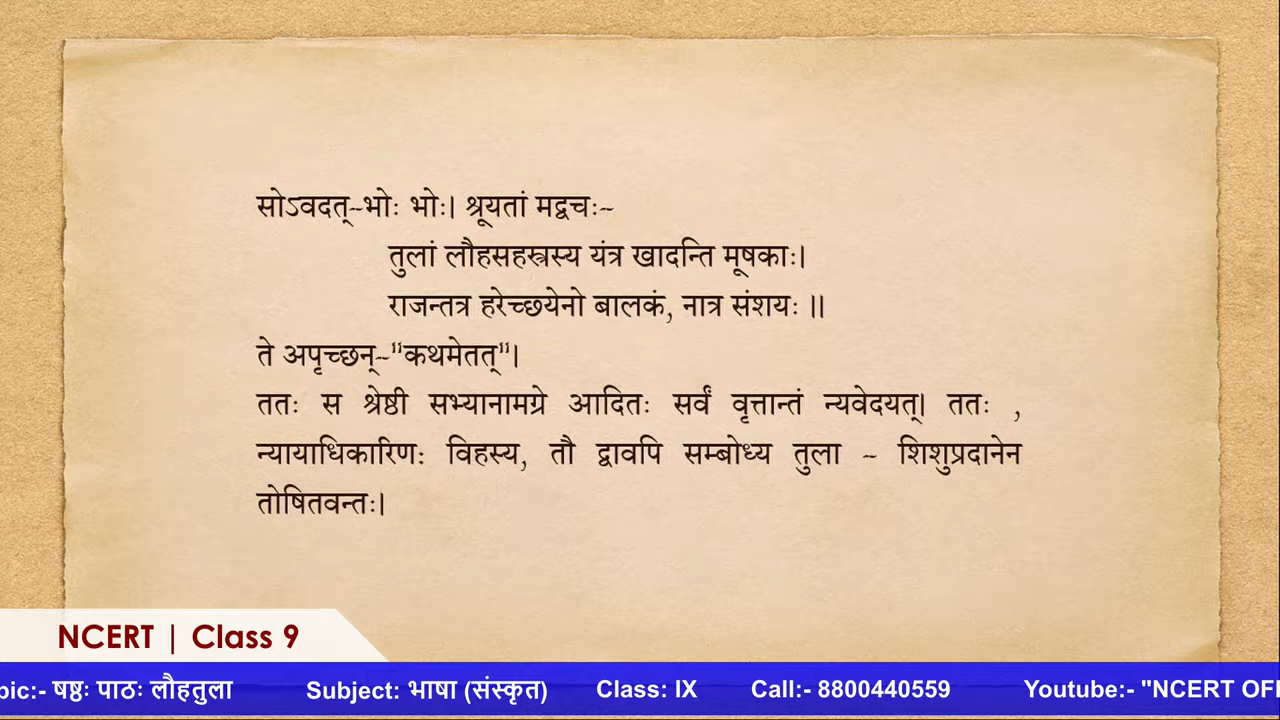 सोऽवदत्–भोः भोः। श्रूयतां मद्वचः–
तुलां लौहसहस्त्रस्य यंत्र खादन्ति मूषकाः।
राजन्तत्र हरेच्छ्येनो बालकं, नात्र संशयः ॥
ते अपृच्छन्–"कथमेतत्"।
ततः स श्रेष्ठी सभ्यानामग्रे आदितः सर्वं वृत्तान्तं न्यवेदयत्। ततः ,
न्यायाधिकारिणः विहस्य, तौ द्वावपि सम्बोध्य तुला – शिशुप्रदानेन
तोषितवन्तः।
NCERT | Class 9
pic:- षष्ठः पाठः लौहतुला Subject: भाषा (संस्कृत) Class: IX Call:- 8800440559 Youtube:- "NCERT OFI